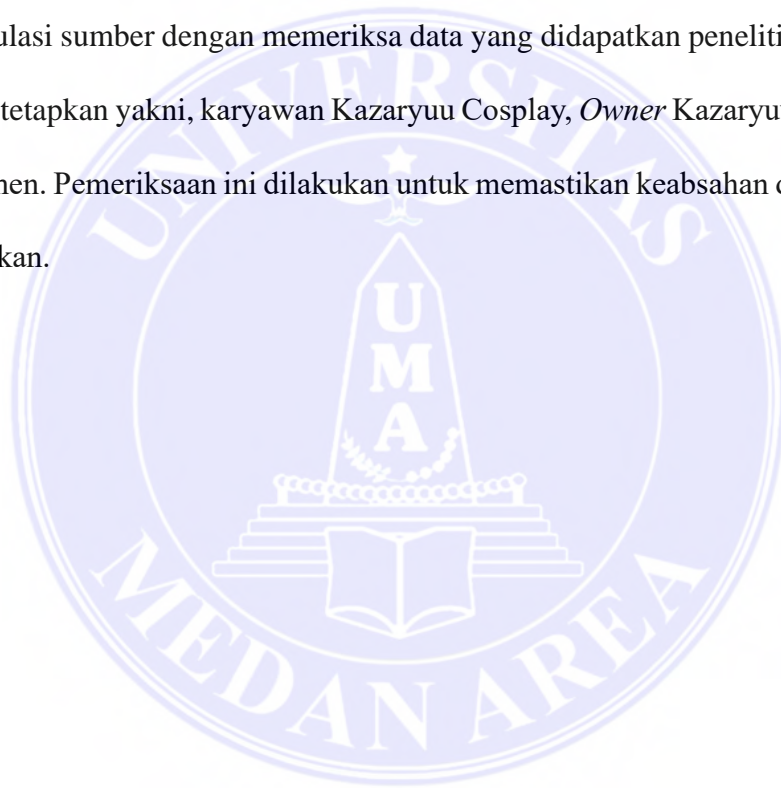 ulasi sumber dengan memeriksa data yang didapatkan peneliti
tetapkan yakni, karyawan Kazaryuu Cosplay, Owner Kazaryu
nen. Pemeriksaan ini dilakukan untuk memastikan keabsahan
kan.
UNIVERSITAS
UMA
MEDAN AREA